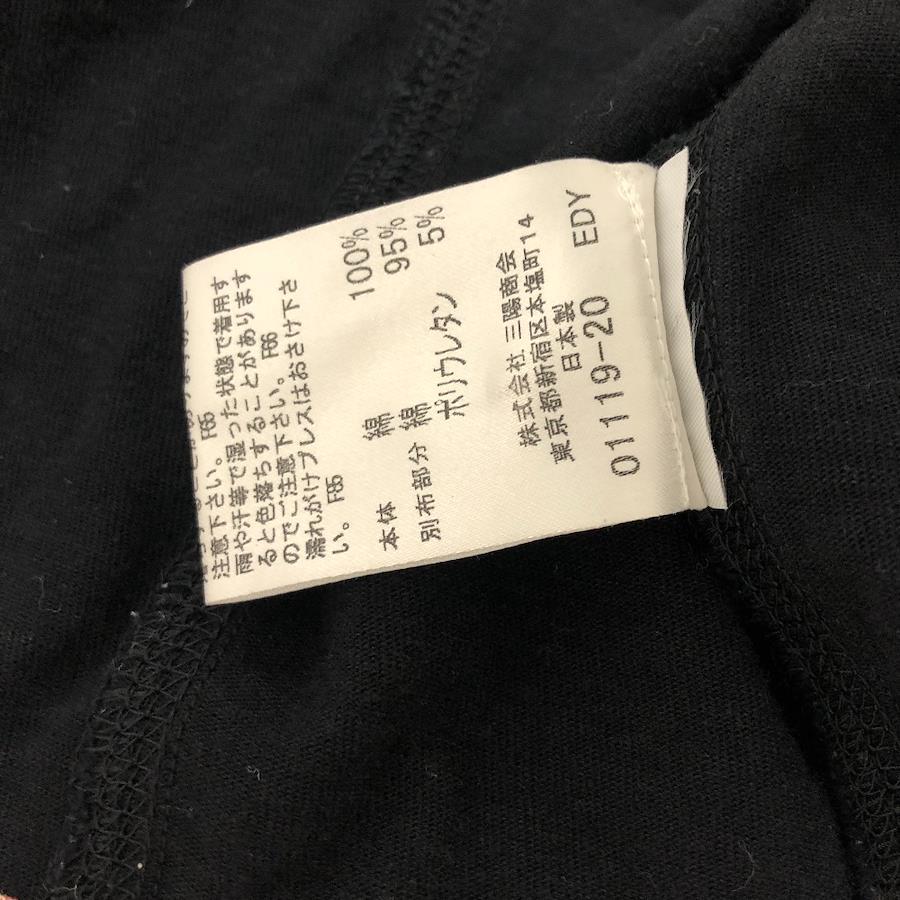 注意下さい。 F65
雨や汗等で湿った状態で着用す
ると色落ちすることがあります
のでご注意下さい。 F66
濡れがけプレスはおさけ下さ
い。 F85
本体 綿 100%
別布部分 綿 95%
ポリウレタン 5%
株式会社 三陽商会
東京都新宿区本塩町14
日本製
01119-20 EDY